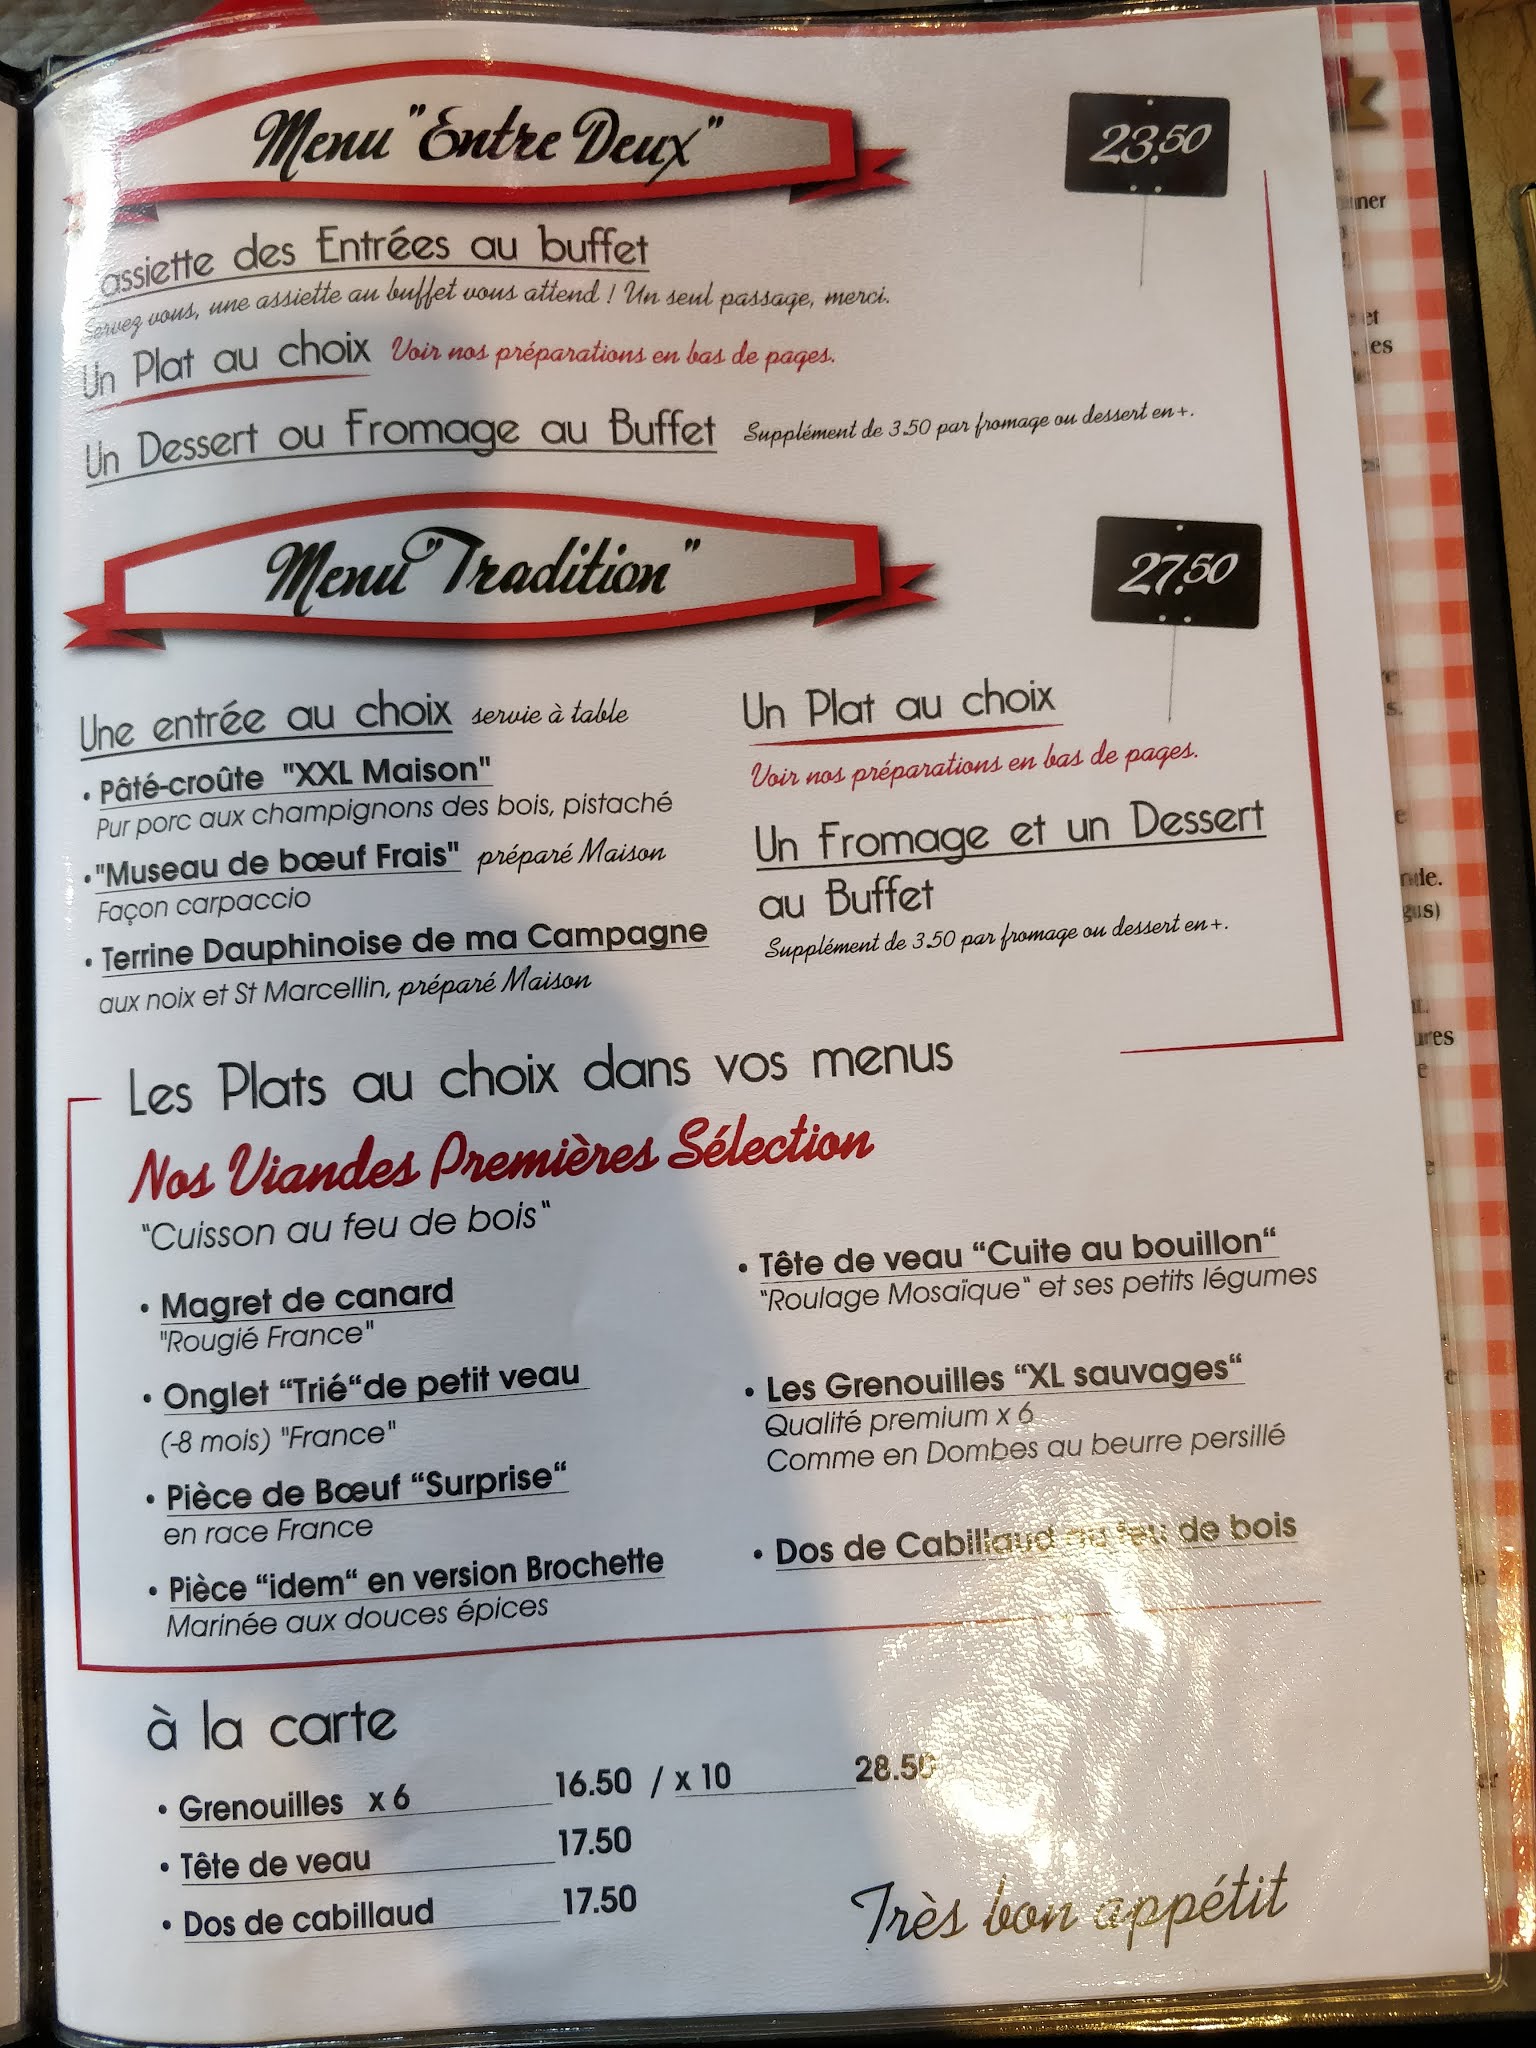 Menu "Entre Deux"
23.50
assiette des Entrées au buffet
Servez vous, une assiette au buffet vous attend ! Un seul passage, merci.
Un Plat au choix Voir nos préparations en bas de pages.
Un Dessert ou Fromage au Buffet Supplément de 3.50 par fromage ou dessert en+.
Menu "Tradition"
27.50
Une entrée au choix servie à table
• Pâté-croûte "XXL Maison"
Pur porc aux champignons des bois, pistaché
• "Museau de bœuf Frais" préparé Maison
Façon carpaccio
• Terrine Dauphinoise de ma Campagne
aux noix et St Marcellin, préparé Maison
Un Plat au choix
Voir nos préparations en bas de pages.
Un Fromage et un Dessert
au Buffet
Supplément de 3.50 par fromage ou dessert en+.
Les Plats au choix dans vos menus
Nos Viandes Premières Sélection
"Cuisson au feu de bois"
• Magret de canard
"Rougié France"
• Onglet "Trié"de petit veau
(-8 mois) "France"
• Pièce de Bœuf "Surprise"
en race France
• Pièce "idem" en version Brochette
Marinée aux douces épices
• Tête de veau "Cuite au bouillon"
"Roulage Mosaïque" et ses petits légumes
• Les Grenouilles "XL sauvages"
Qualité premium x 6
Comme en Dombes au beurre persillé
• Dos de Cabillaud au feu de bois
à la carte
• Grenouilles x 6 16.50 / x 10 28.50
• Tête de veau 17.50
• Dos de cabillaud 17.50
Très bon appétit